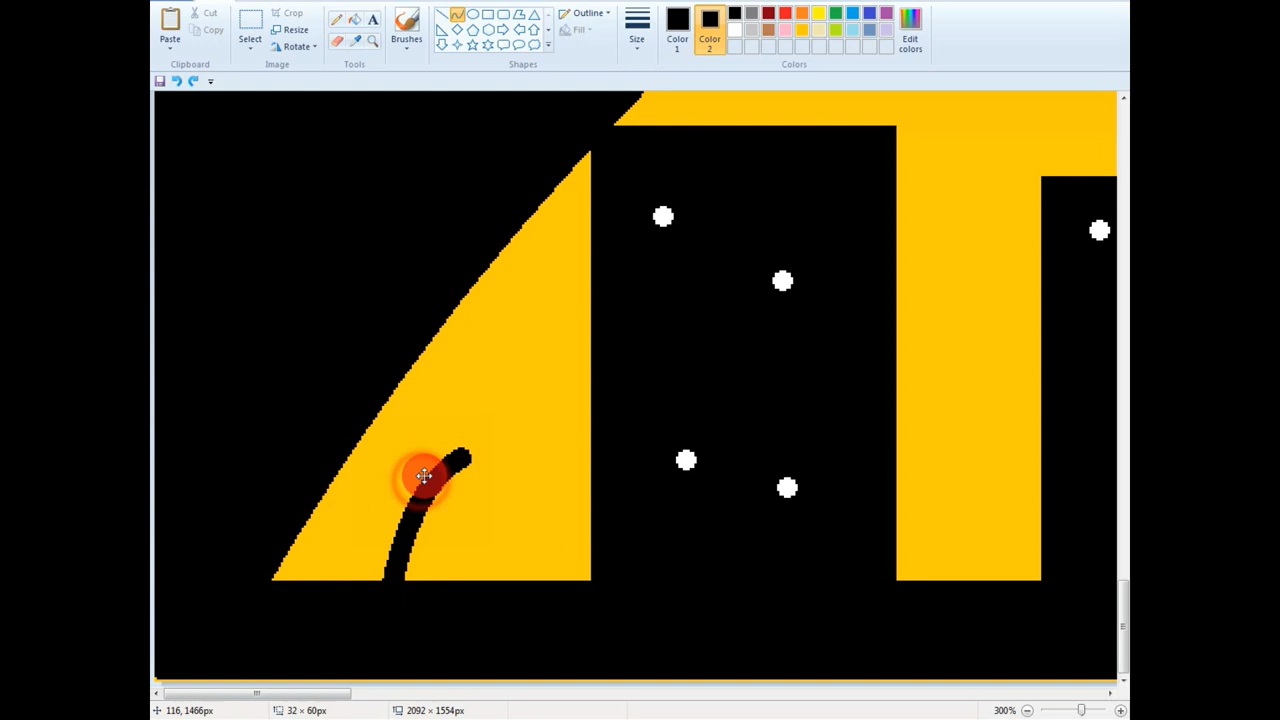 Paste
Cut
Copy
Clipboard
Select
Crop
Resize
Rotate
Image
A
Tools
Brushes
Outline
Fill
Shapes
Size
Color 1
Color 2
Edit colors
Colors
116, 1466px
32 × 60px
2092 × 1554px
300%